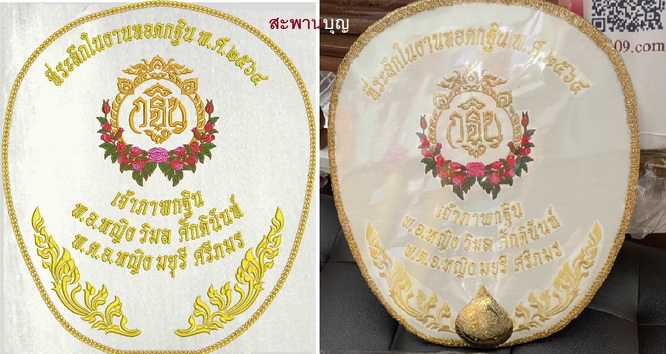 สะพานบุญ
ที่ระลึกในงานทอดกฐิน พ.ศ.๒๕๖๔
กฐิน
เจ้าภาพกฐิน
พ.อ.หญิง วิมล ศักดินันท์
พ.ต.อ.หญิง มยุรี ศรีภมร
ที่ระลึกในงานทอดกฐิน พ.ศ.๒๕๖๔
กฐิน
เจ้าภาพกฐิน
พ.อ.หญิง วิมล ศักดินันท์
พ.ต.อ.หญิง มยุรี ศรีภมร
09.com